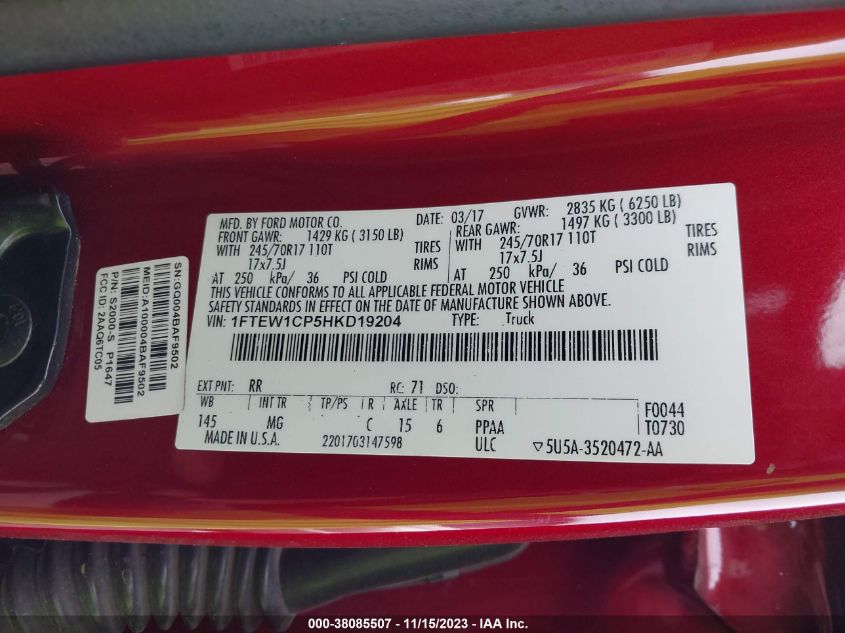 MFD. BY FORD MOTOR CO.
DATE: 03/17
GVWR: 2835 KG ( 6250 LB)
FRONT GAWR: 1429 KG ( 3150 LB)
REAR GAWR: 1497 KG ( 3300 LB)
WITH 245/70R17 110T TIRES
WITH 245/70R17 110T TIRES
17x7.5J RIMS
17x7.5J RIMS
AT 250 kPa/ 36 PSI COLD
AT 250 kPa/ 36 PSI COLD
THIS VEHICLE CONFORMS TO ALL APPLICABLE FEDERAL MOTOR VEHICLE
SAFETY STANDARDS IN EFFECT ON THE DATE OF MANUFACTURE SHOWN ABOVE.
VIN: 1FTEW1CP5HKD19204 TYPE: Truck
EXT PNT: RR RC: 71 DSO:
WB INT TR TP/PS R AXLE TR SPR
145 MG C 15 6 PPAA
F0044
T0730
MADE IN U.S.A. 2201703147598 ULC
▽5U5A-3520472-AA
SN:GQ004BAF9502
MEID:A100004BAF9502
P/N: S2000-S P1647
FCC ID: 2AAQ6TC05
000-38085507 - 11/15/2023 - IAA Inc.